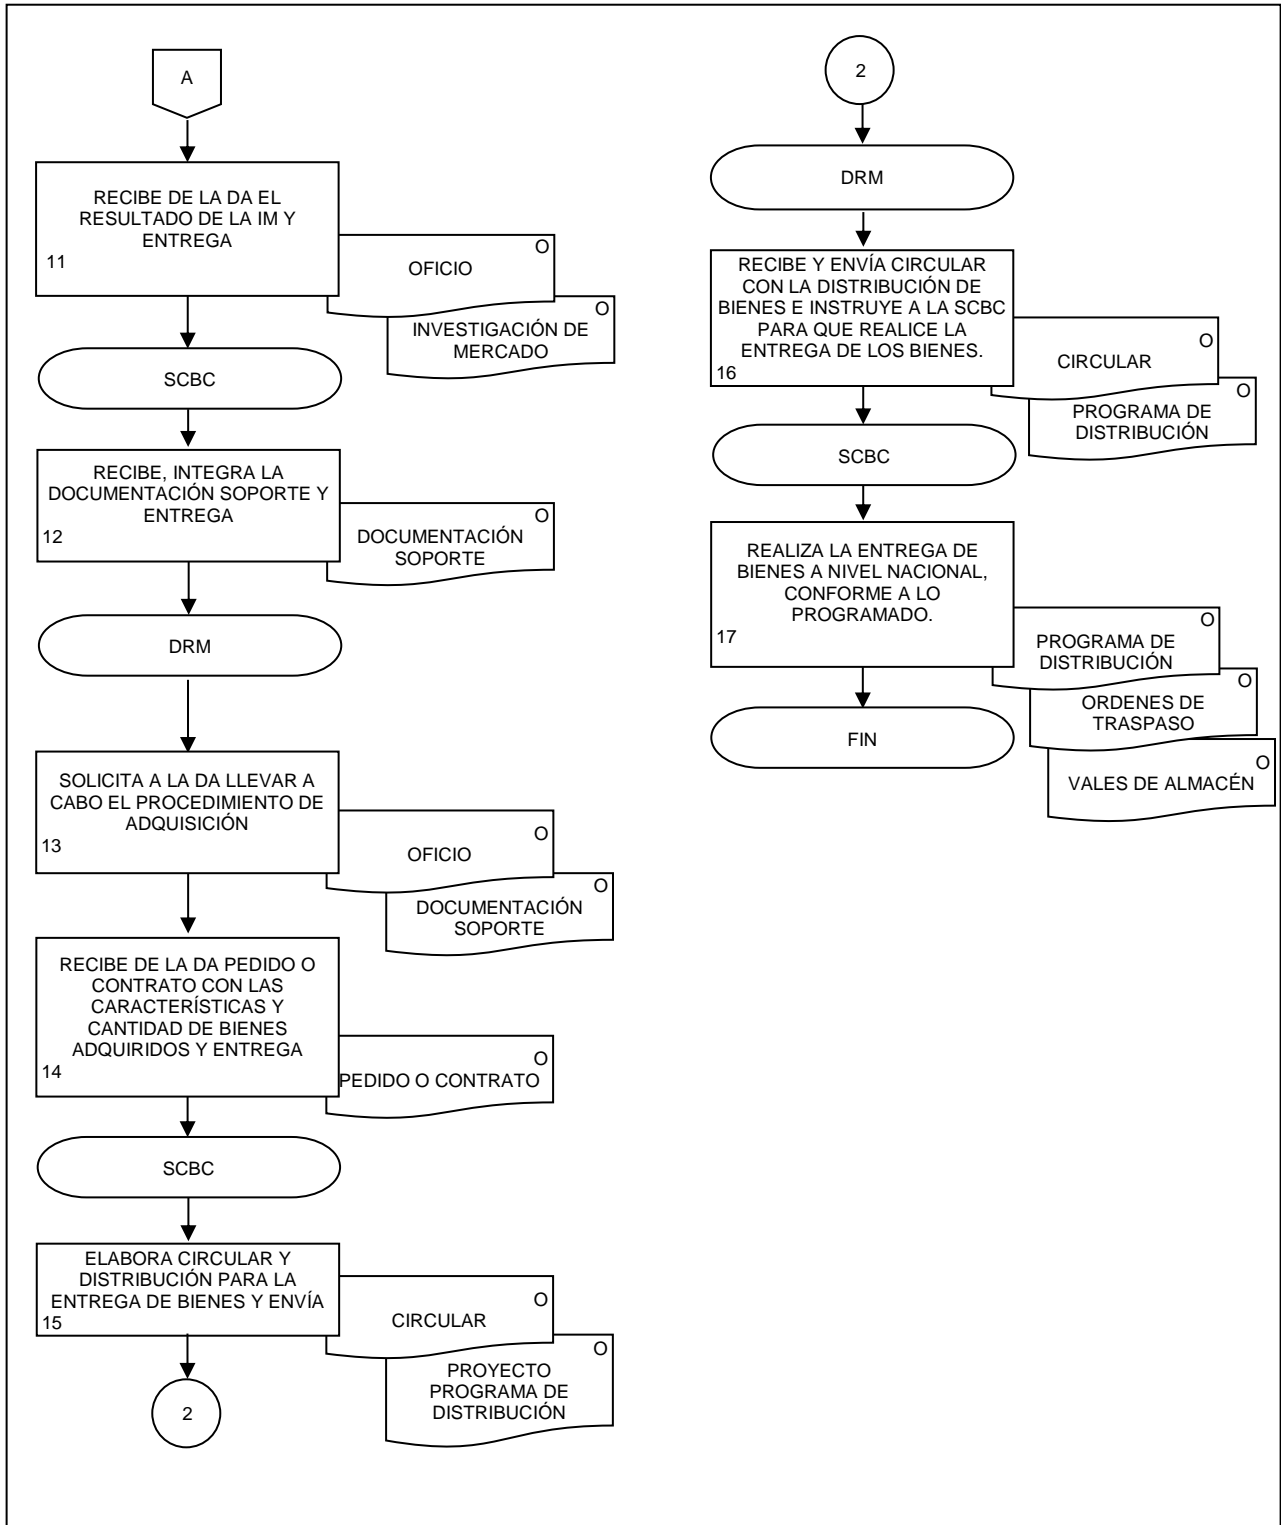 A
RECIBE DE LA DA EL
RESULTADO DE LA IM Y
ENTREGA
11
O
OFICIO
O
INVESTIGACIÓN DE
MERCADO
SCBC
RECIBE, INTEGRA LA
DOCUMENTACIÓN SOPORTE Y
ENTREGA
12
O
DOCUMENTACIÓN
SOPORTE
DRM
SOLICITA A LA DA LLEVAR A
CABO EL PROCEDIMIENTO DE
ADQUISICIÓN
13
O
OFICIO
O
DOCUMENTACIÓN
SOPORTE
RECIBE DE LA DA PEDIDO O
CONTRATO CON LAS
CARACTERÍSTICAS Y
CANTIDAD DE BIENES
ADQUIRIDOS Y ENTREGA
14
O
PEDIDO O CONTRATO
SCBC
ELABORA CIRCULAR Y
DISTRIBUCIÓN PARA LA
ENTREGA DE BIENES Y ENVÍA
15
O
CIRCULAR
O
PROYECTO
PROGRAMA DE
DISTRIBUCIÓN
2
2
DRM
RECIBE Y ENVÍA CIRCULAR
CON LA DISTRIBUCIÓN DE
BIENES E INSTRUYE A LA SCBC
PARA QUE REALICE LA
ENTREGA DE LOS BIENES.
16
O
CIRCULAR
O
PROGRAMA DE
DISTRIBUCIÓN
SCBC
REALIZA LA ENTREGA DE
BIENES A NIVEL NACIONAL,
CONFORME A LO
PROGRAMADO.
17
O
PROGRAMA DE
DISTRIBUCIÓN
O
ORDENES DE
TRASPASO
O
VALES DE ALMACÉN
FIN